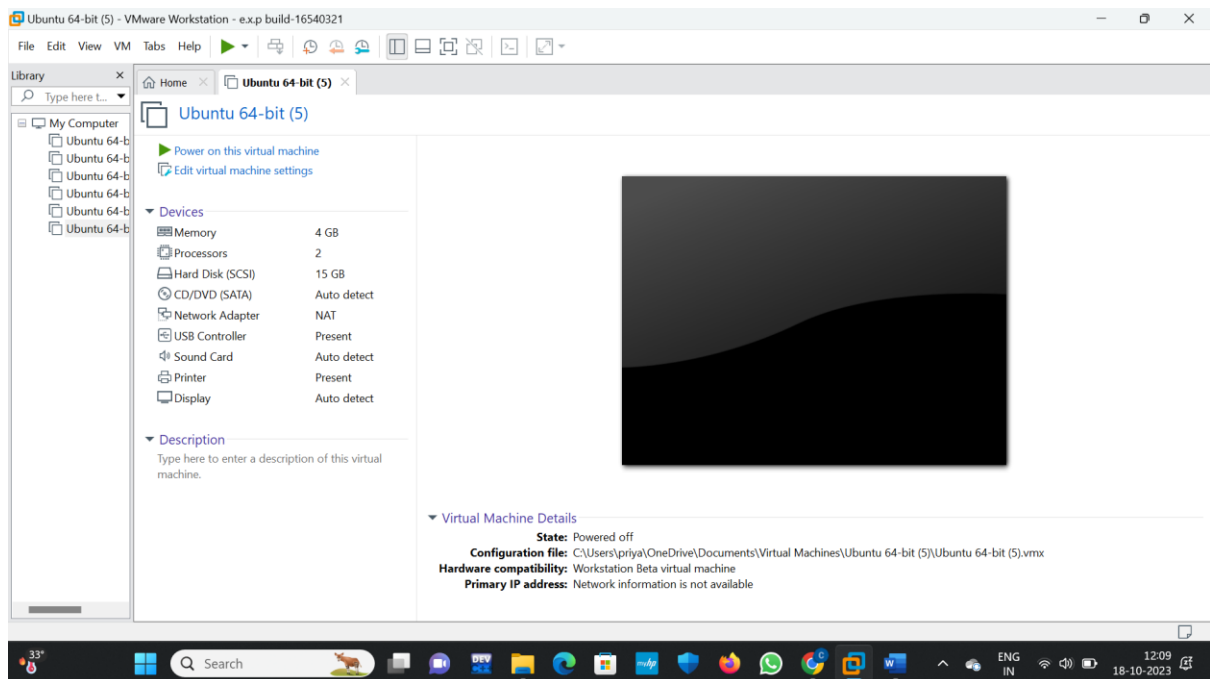 Ubuntu 64-bit (5) - VMware Workstation - e.x.p build-16540321
File Edit View VM Tabs Help
Library
Type here t...
My Computer
Ubuntu 64-b
Ubuntu 64-b
Ubuntu 64-b
Ubuntu 64-b
Ubuntu 64-b
Ubuntu 64-b
Home
Ubuntu 64-bit (5)
Ubuntu 64-bit (5)
Power on this virtual machine
Edit virtual machine settings
Devices
Memory 4 GB
Processors 2
Hard Disk (SCSI) 15 GB
CD/DVD (SATA) Auto detect
Network Adapter NAT
USB Controller Present
Sound Card Auto detect
Printer Present
Display Auto detect
Description
Type here to enter a description of this virtual
machine.
Virtual Machine Details
State: Powered off
Configuration file: C:\Users\priya\OneDrive\Documents\Virtual Machines\Ubuntu 64-bit (5)\Ubuntu 64-bit (5).vmx
Hardware compatibility: Workstation Beta virtual machine
Primary IP address: Network information is not available
33°
Search
DEV
myhp
C
W
ENG
IN
12:09
18-10-2023